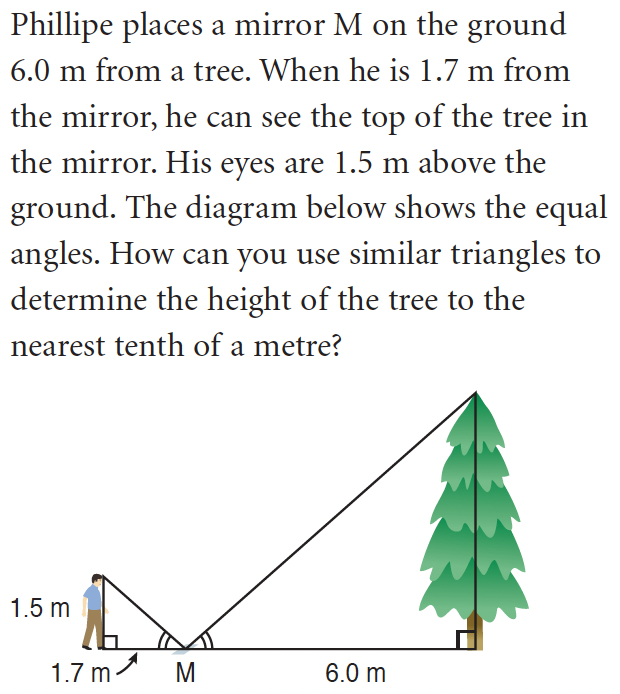 Phillipe places a mirror M on the ground
6.0 m from a tree. When he is 1.7 m from
the mirror, he can see the top of the tree in
the mirror. His eyes are 1.5 m above the
ground. The diagram below shows the equal
angles. How can you use similar triangles to
determine the height of the tree to the
nearest tenth of a metre?
1.5 m
1.7 m
M
6.0 m